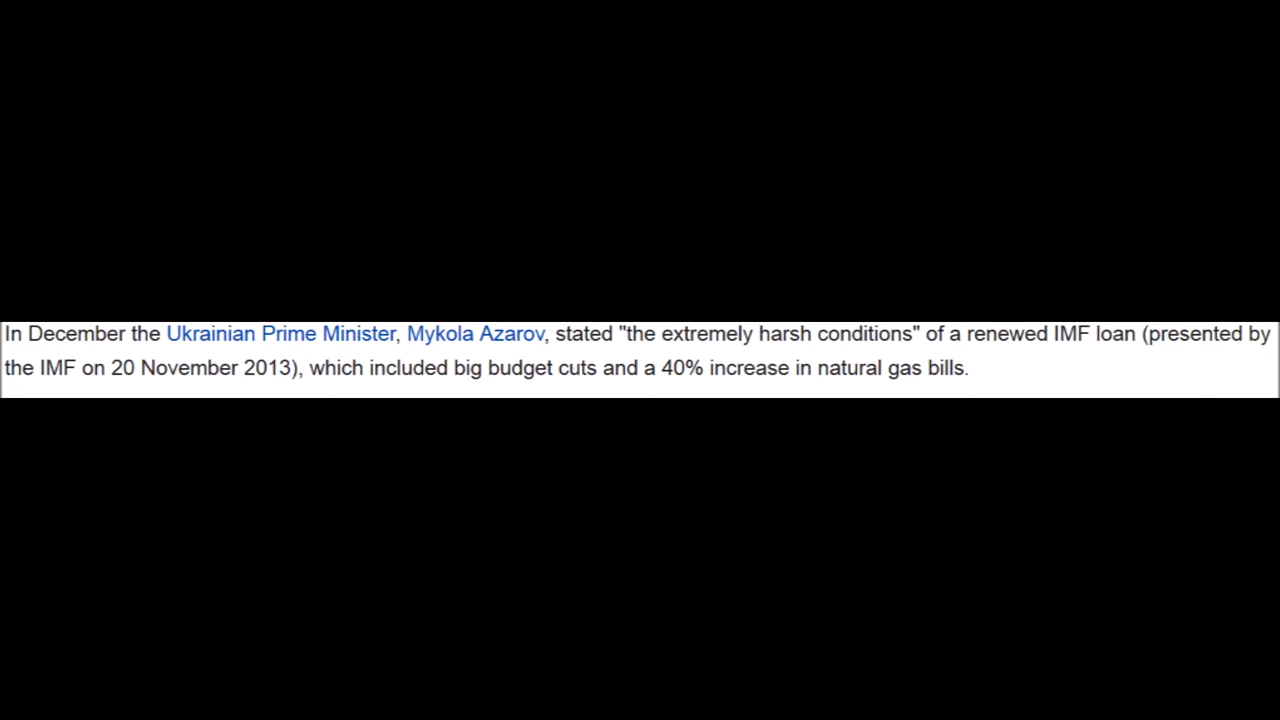 In December the Ukrainian Prime Minister, Mykola Azarov, stated "the extremely harsh conditions" of a renewed IMF loan (presented by
the IMF on 20 November 2013), which included big budget cuts and a 40% increase in natural gas bills.